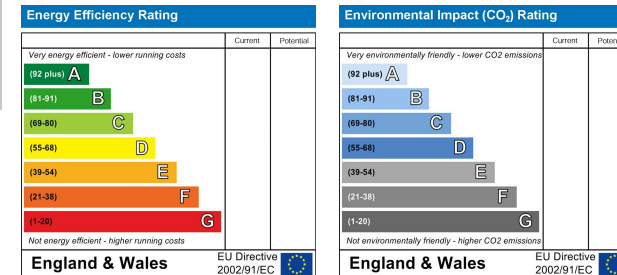 Energy Efficiency Rating
Current Potential
Very energy efficient - lower running costs
(92 plus) A
(81-91) B
(69-80) C
(55-68) D
(39-54) E
(21-38) F
(1-20) G
Not energy efficient - higher running costs
England & Wales
EU Directive
2002/91/EC
Environmental Impact (CO₂) Rating
Current Poten
Very environmentally friendly - lower CO2 emissions
(92 plus) A
(81-91) B
(69-80) C
(55-68) D
(39-54) E
(21-38) F
(1-20) G
Not environmentally friendly - higher CO2 emissions
England & Wales
EU Directive
2002/91/EC